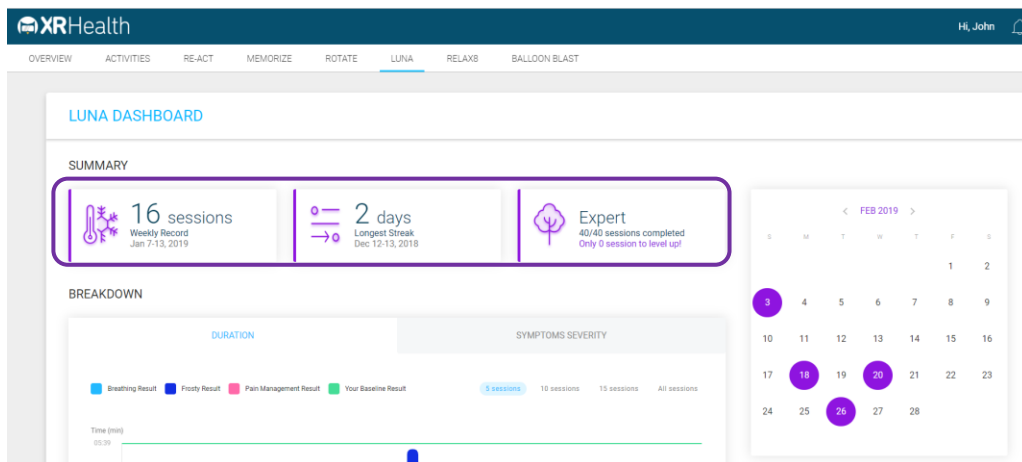 XRHealth
Hi, John
OVERVIEW ACTIVITIES RE-ACT MEMORIZE ROTATE LUNA RELAX8 BALLOON BLAST
LUNA DASHBOARD
SUMMARY
16 sessions
Weekly Record
Jan 7-13, 2019
2 days
Longest Streak
Dec 12-13, 2018
Expert
40/40 sessions completed
Only 0 session to level up!
< FEB 2019 >
S M T W T F S
1 2
3 4 5 6 7 8 9
10 11 12 13 14 15 16
17 18 19 20 21 22 23
24 25 26 27 28
BREAKDOWN
DURATION SYMPTOMS SEVERITY
Breathing Result Frosty Result Pain Management Result Your Baseline Result
5 sessions 10 sessions 15 sessions All sessions
Time (min)
05:39